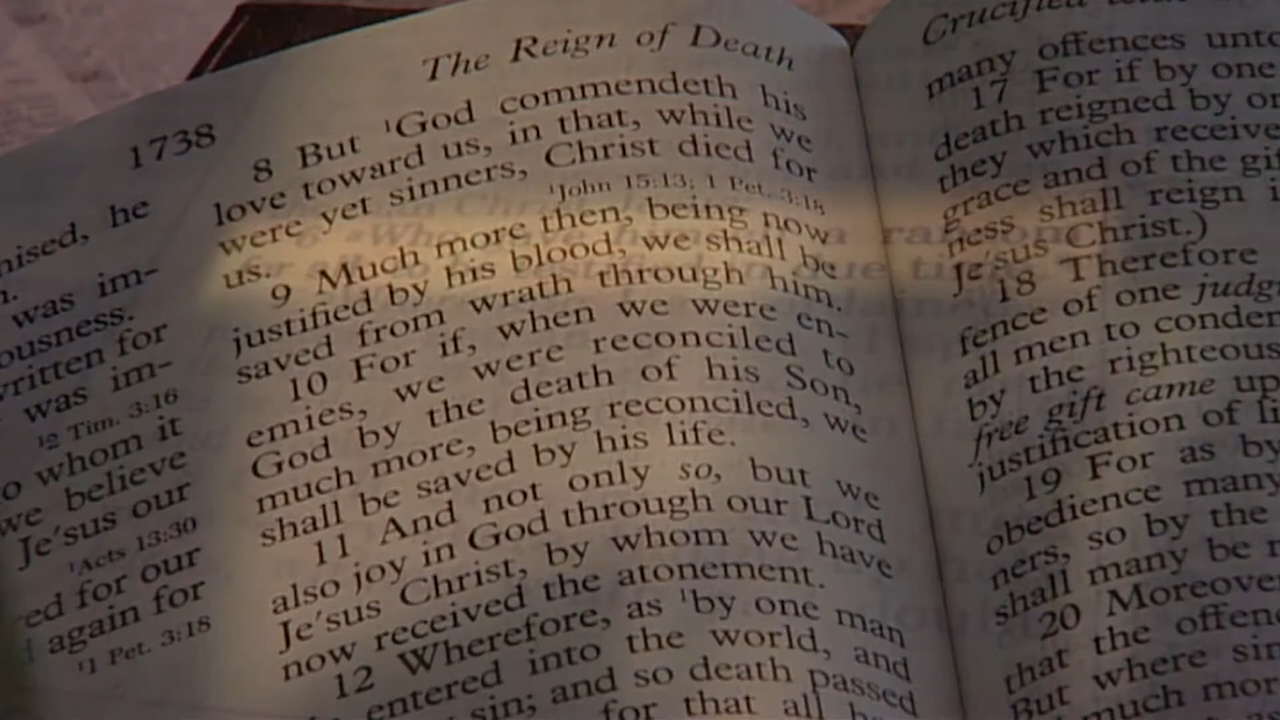 The Reign of Death
1738
nised, he
was im-
ousness.
written for
was im-
¹2 Tim. 3:16
o whom it
we believe
Je'sus our
¹Acts 13:30
ed for our
again for
¹1 Pet. 3:18
8 But ¹God commendeth his
love toward us, in that, while we
were yet sinners, Christ died for
us.
¹John 15:13; 1 Pet. 3:18
9 Much more then, being now
justified by his blood, we shall be
saved from wrath through him.
10 For if, when we were en-
emies, we were reconciled to
God by the death of his Son,
much more, being reconciled, we
shall be saved by his life.
11 And not only so, but we
also joy in God through our Lord
Je'sus Christ, by whom we have
now received the atonement.
12 Wherefore, as ¹by one man
entered into the world, and
sin; and so death passed
for that all
Crucified
many offences unto
17 For if by one
death reigned by
they which receive
grace and of the
ness shall reign
Je'sus Christ.)
18 Therefore
fence of one judg
all men to
by the righteous
free gift came up
justification of
19 For as by
obedience many
ners, so by the
shall many be
20 Moreover
that the
But where sin
much mor